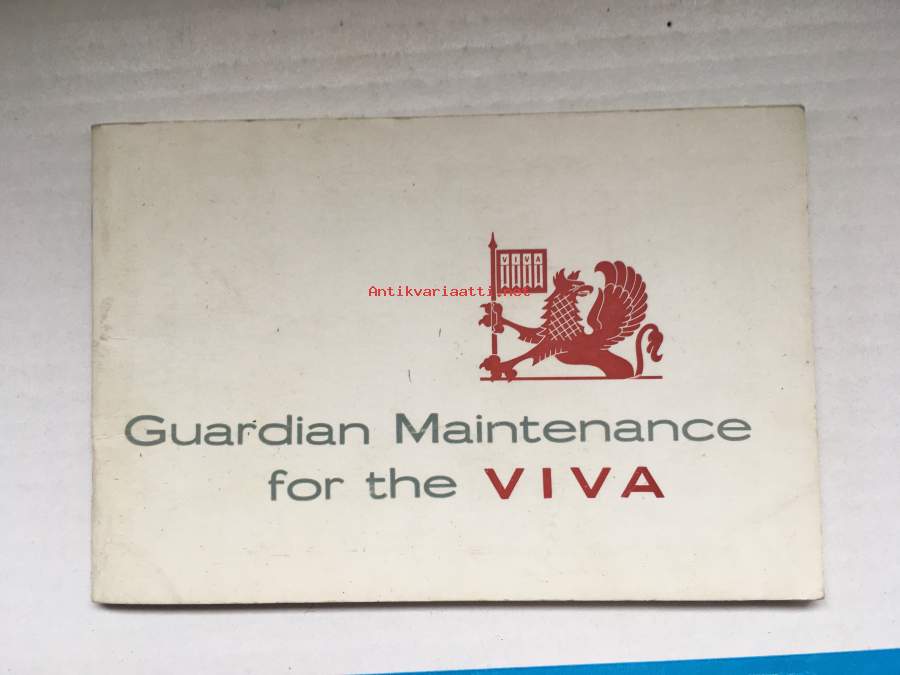 VIVA
Antikvariaatti.net
Guardian Maintenance
for the VIVA